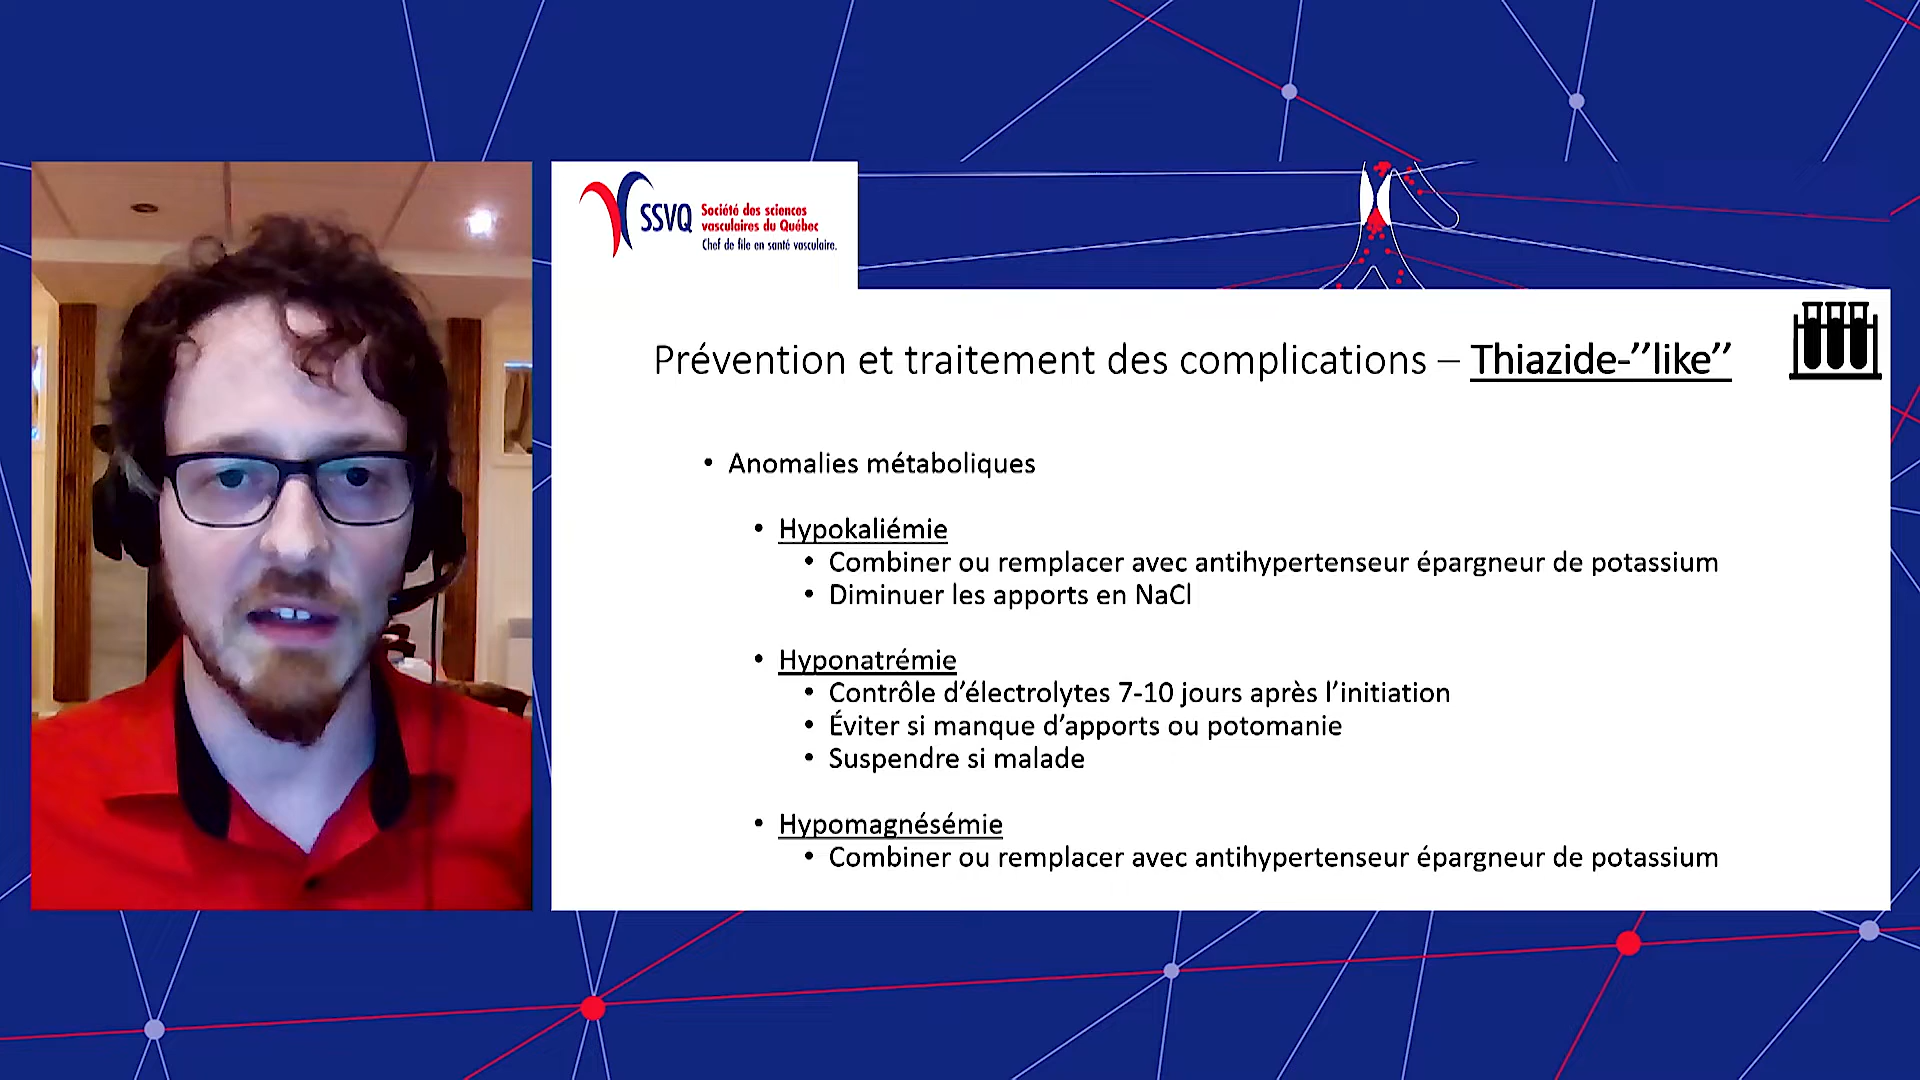 SSVQ
Société des sciences
vasculaires du Québec
Chef de file en santé vasculaire.
Prévention et traitement des complications – Thiazide-’’like’’
• Anomalies métaboliques
• Hypokaliémie
• Combiner ou remplacer avec antihypertenseur épargneur de potassium
• Diminuer les apports en NaCl
• Hyponatrémie
• Contrôle d’électrolytes 7-10 jours après l’initiation
• Éviter si manque d’apports ou potomanie
• Suspendre si malade
• Hypomagnésémie
• Combiner ou remplacer avec antihypertenseur épargneur de potassium